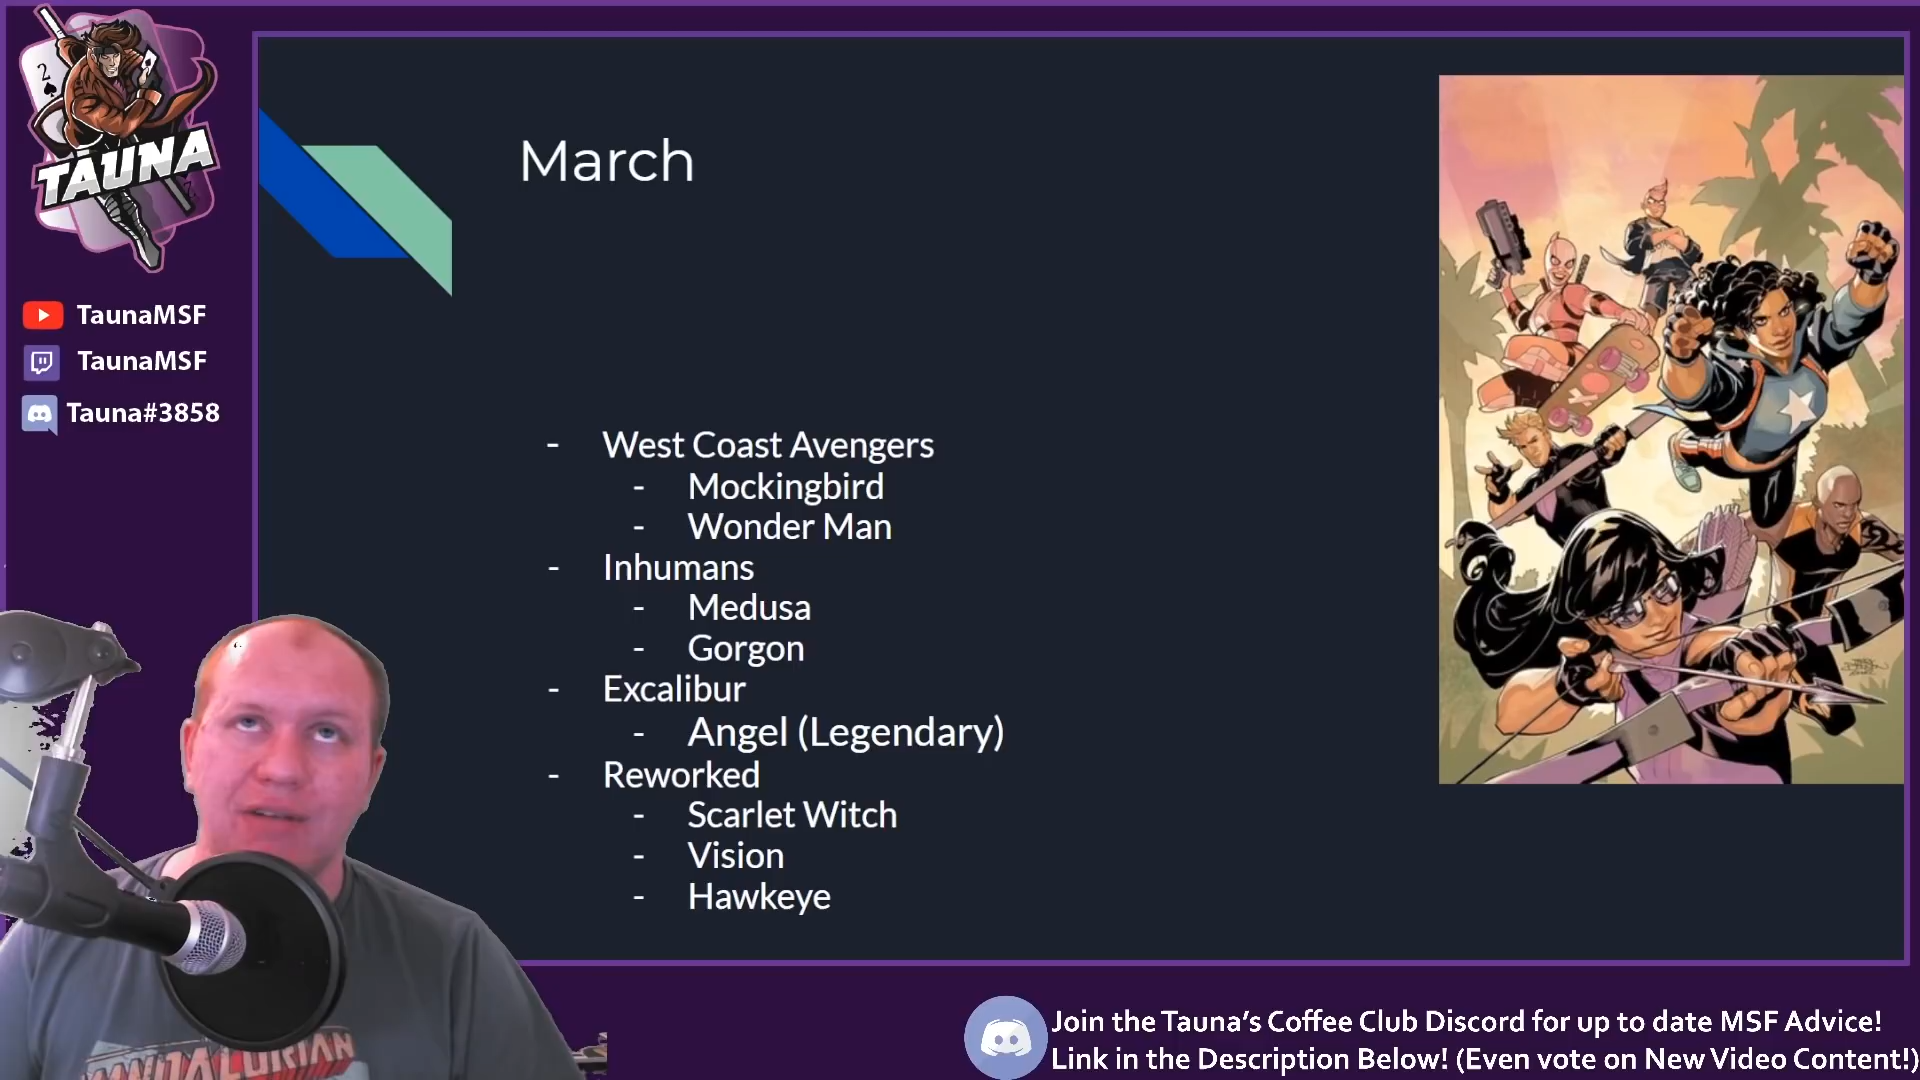 2
TAUNA
TaunaMSF
TaunaMSF
Tauna#3858
March
- West Coast Avengers
- Mockingbird
- Wonder Man
- Inhumans
- Medusa
- Gorgon
- Excalibur
- Angel (Legendary)
- Reworked
- Scarlet Witch
- Vision
- Hawkeye
MANDALORIAN
Join the Tauna's Coffee Club Discord for up to date MSF Advice!
Link in the Description Below! (Even vote on New Video Content!)